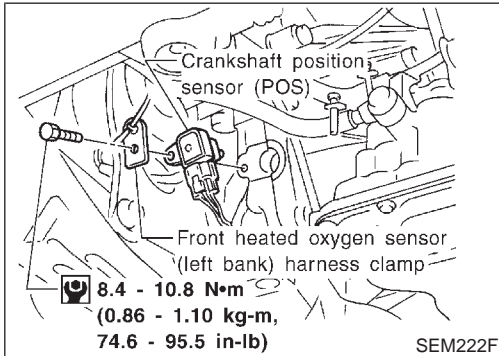 Crankshaft position
sensor (POS)
Front heated oxygen sensor
(left bank) harness clamp
8.4 - 10.8 N•m
(0.86 - 1.10 kg-m,
74.6 - 95.5 in-lb)
SEM222F